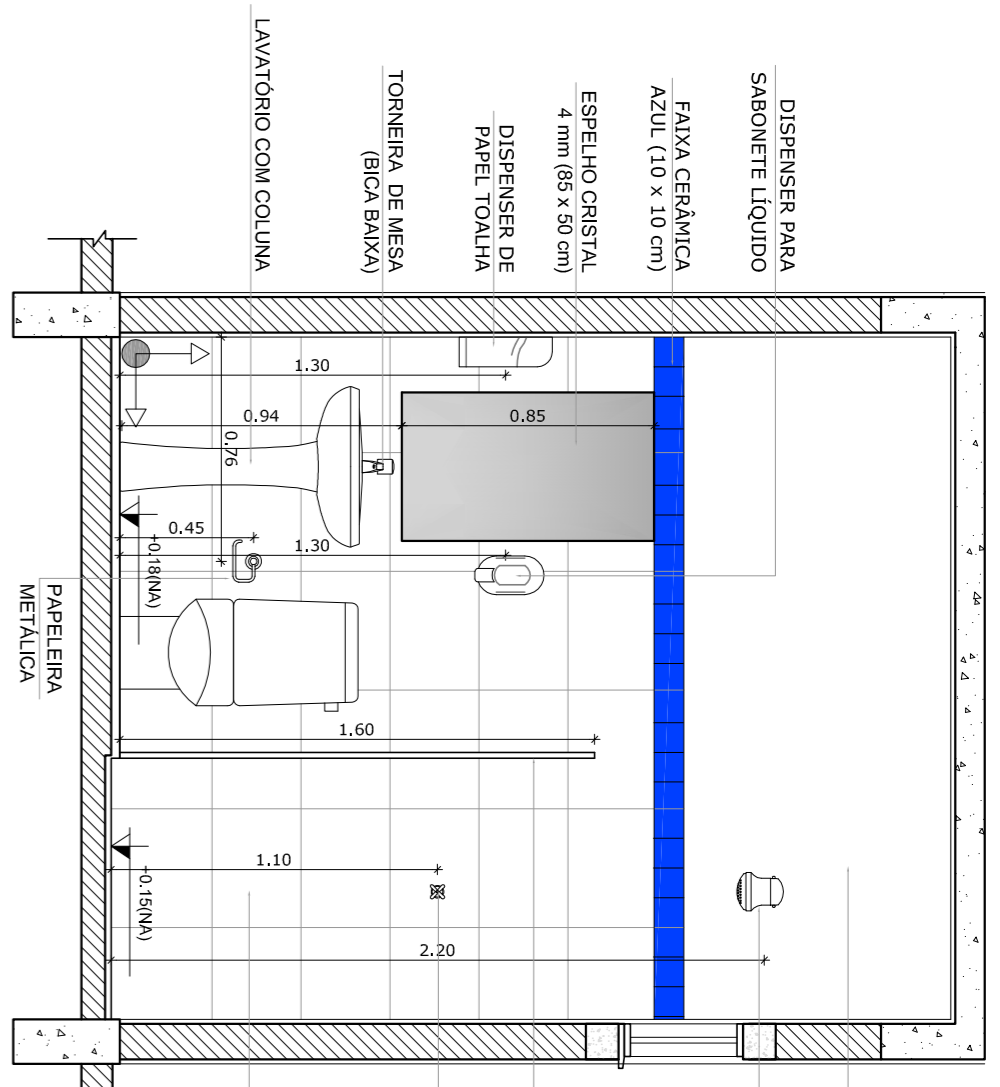 LAVATÓRIO COM COLUNA
TORNEIRA DE MESA
(BICA BAIXA)
DISPENSER DE
PAPEL TOALHA
ESPELHO CRISTAL
4 mm (85 x 50 cm)
FAIXA CERÂMICA
AZUL (10 x 10 cm)
DISPENSER PARA
SABONETE LÍQUIDO
1.30
0.94
0.85
0.76
0.45
1.30
+0.18(NA)
PAPELEIRA
METÁLICA
1.60
1.10
+0.15(NA)
2.20